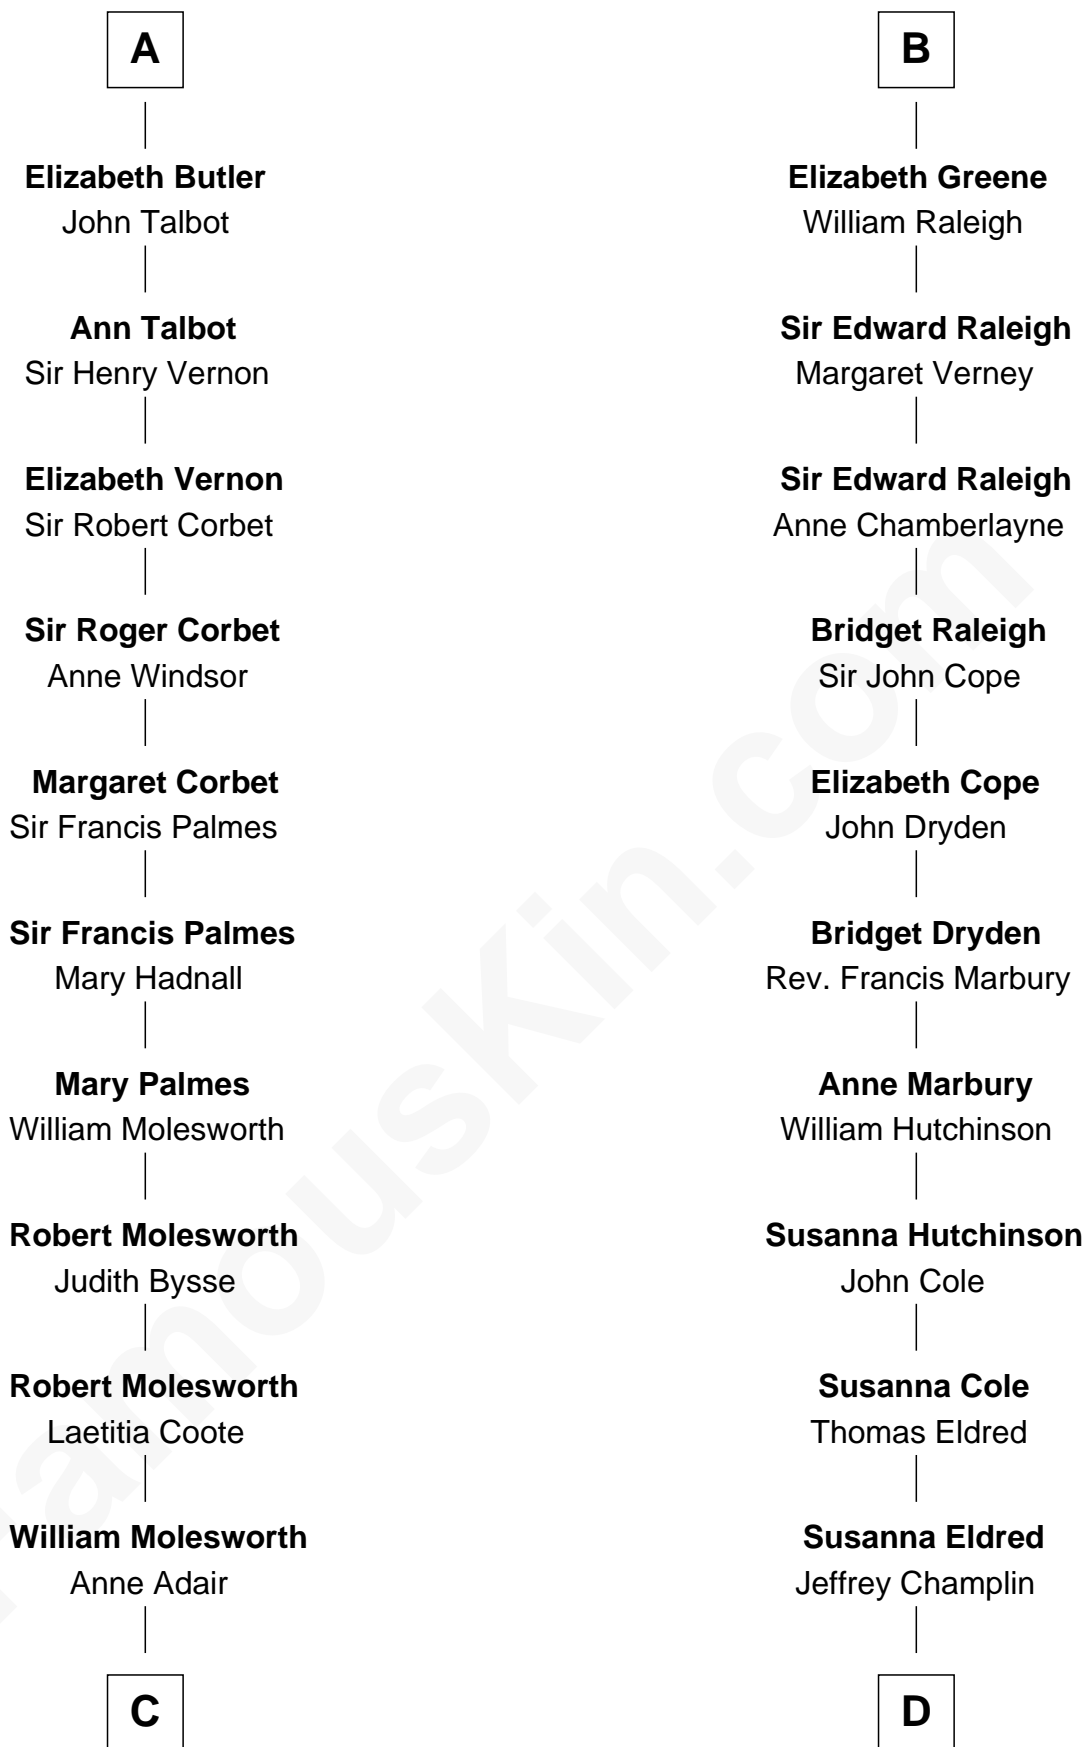 A
Elizabeth Butler
John Talbot
Ann Talbot
Sir Henry Vernon
Elizabeth Vernon
Sir Robert Corbet
Sir Roger Corbet
Anne Windsor
Margaret Corbet
Sir Francis Palmes
Sir Francis Palmes
Mary Hadnall
Mary Palmes
William Molesworth
Robert Molesworth
Judith Bysse
Robert Molesworth
Laetitia Coote
William Molesworth
Anne Adair
C
B
Elizabeth Greene
William Raleigh
Sir Edward Raleigh
Margaret Verney
Sir Edward Raleigh
Anne Chamberlayne
Bridget Raleigh
Sir John Cope
Elizabeth Cope
John Dryden
Bridget Dryden
Rev. Francis Marbury
Anne Marbury
William Hutchinson
Susanna Hutchinson
John Cole
Susanna Cole
Thomas Eldred
Susanna Eldred
Jeffrey Champlin
D
FamousKin.com